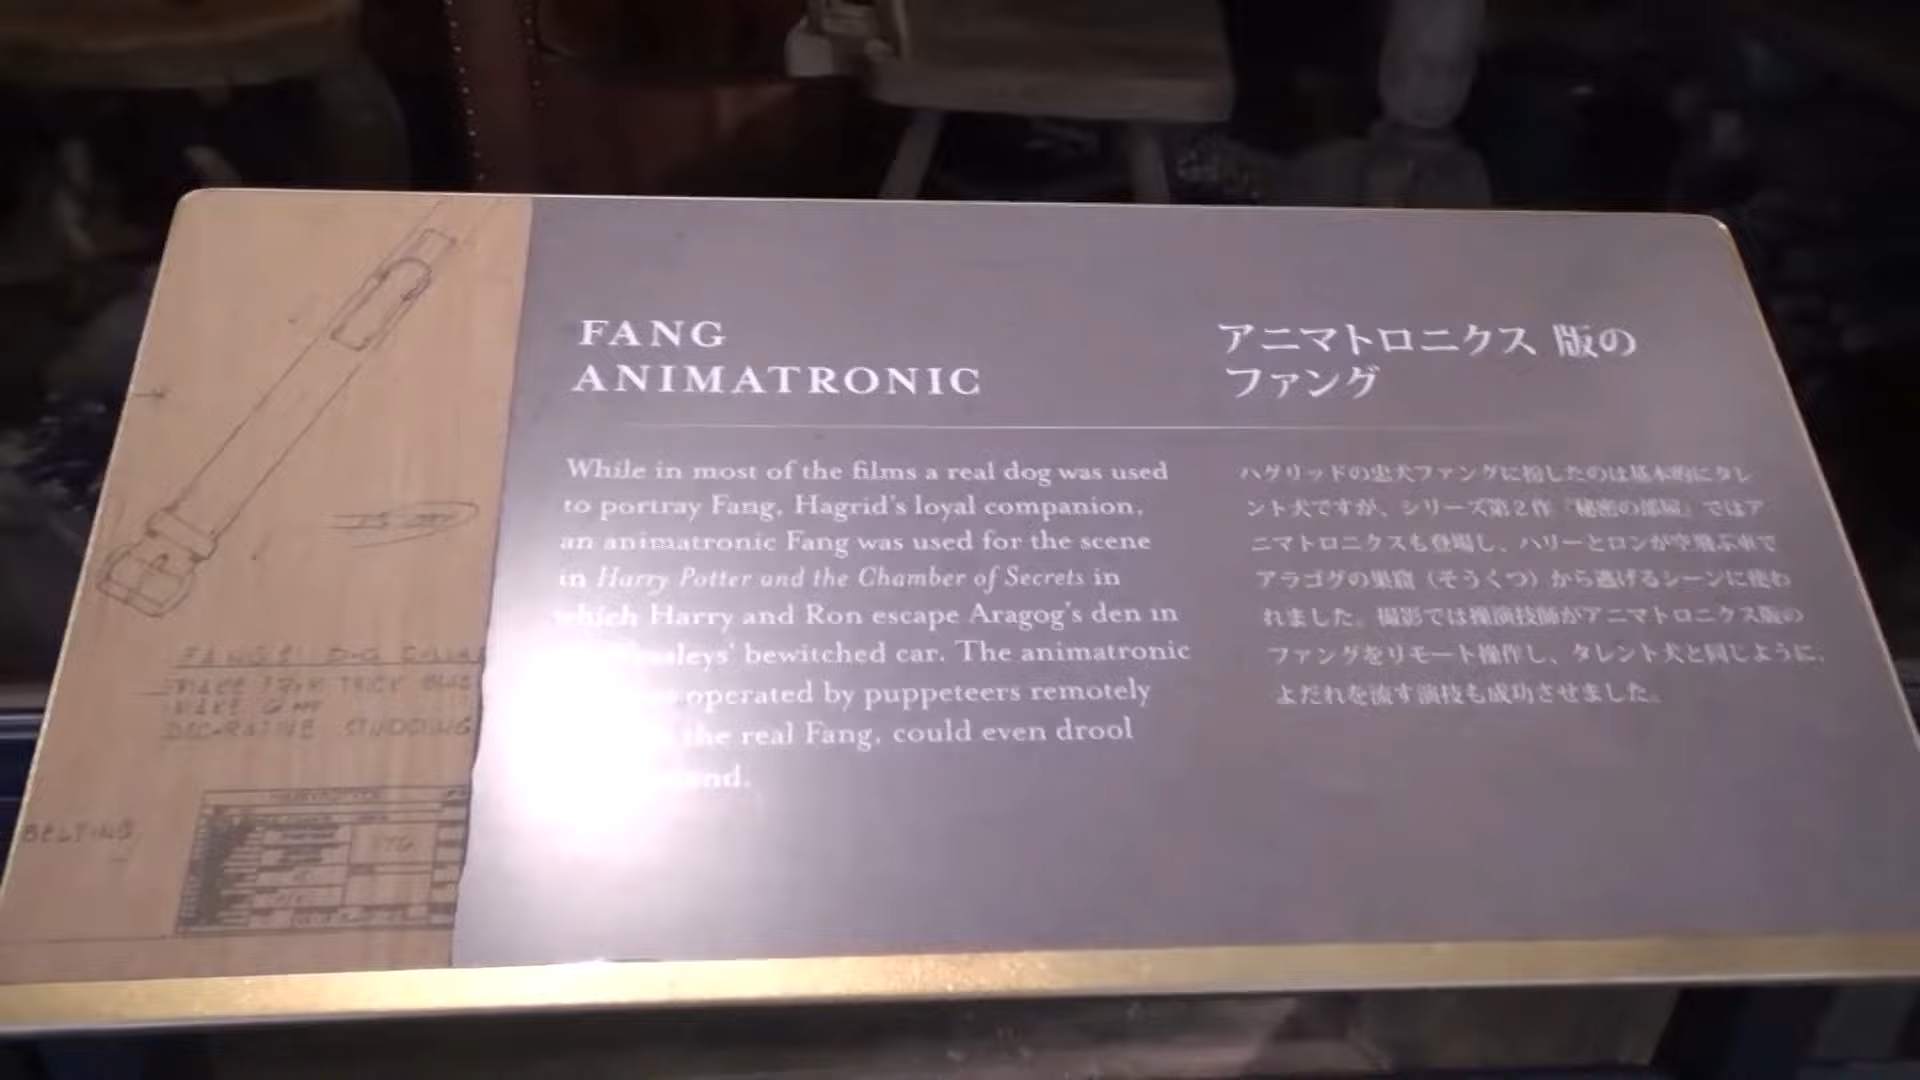 FANG
ANIMATRONIC
While in most of the films a real dog was used
to portray Fang, Hagrid's loyal companion,
an animatronic Fang was used for the scene
in Harry Potter and the Chamber of Secrets in
which Harry and Ron escape Aragog's den in
bewitched car. The animatronic
operated by puppeteers remotely
the real Fang, could even drool
アニマトロニクス 版の
ファング
ハグリッドの忠犬ファングに扮したのは基本的にタレ
ント犬ですが、シリーズ第2作『秘密の部屋』ではア
ニマトロニクスも登場し、ハリーとロンが空飛ぶ車で
アラゴグの巣窟（そうくつ）から逃げるシーンに使わ
れました。撮影では操演技師がアニマトロニクス版の
ファングをリモート操作し、タレント犬と同じように、
よだれを流す演技も成功させました。
DECORATIVE STUDDING
BELTING